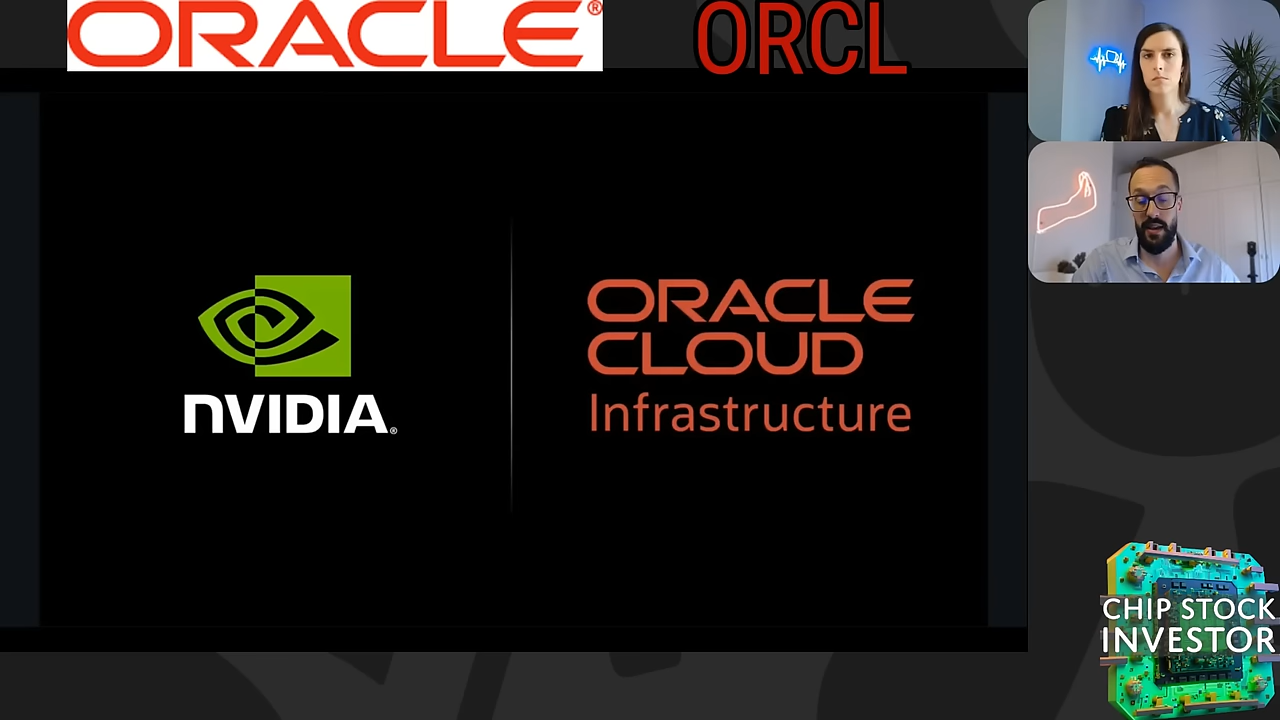 ORACLE®
ORCL
NVIDIA®
ORACLE
CLOUD
Infrastructure
CHIP STOCK
INVESTOR